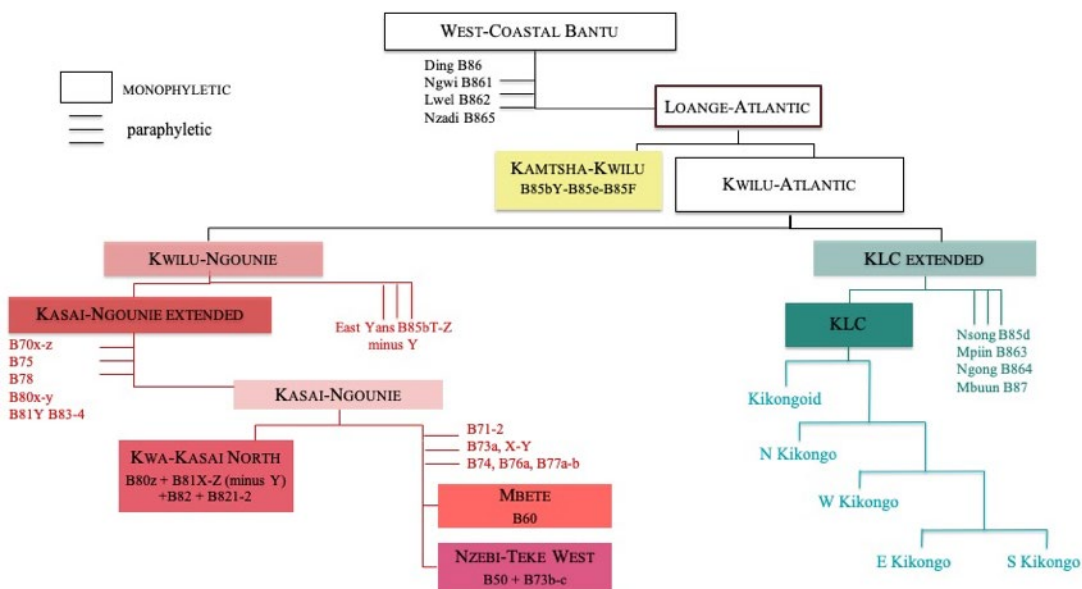 WEST-COASTAL BANTU
Ding B86
Ngwi B861
Lwel B862
Nzadi B865
MONOPHYLETIC
paraphyletic
LOANGE-ATLANTIC
KAMTSHA-KWILU
B85bY-B85e-B85F
KWILU-ATLANTIC
KWILU-NGOUNIE
KLC EXTENDED
KASAI-NGOUNIE EXTENDED
East Yans B85bT-Z
minus Y
KLC
Nsong B85d
Mpiin B863
Ngong B864
Mbuun B87
B70x-z
B75
B78
B80x-y
B81Y B83-4
KASAI-NGOUNIE
Kikongoid
KWA-KASAI NORTH
B80z + B81X-Z (minus Y)
+B82 + B821-2
B71-2
B73a, X-Y
B74, B76a, B77a-b
N Kikongo
MBETE
B60
W Kikongo
NZEBI-TEKE WEST
B50 + B73b-c
E Kikongo
S Kikongo